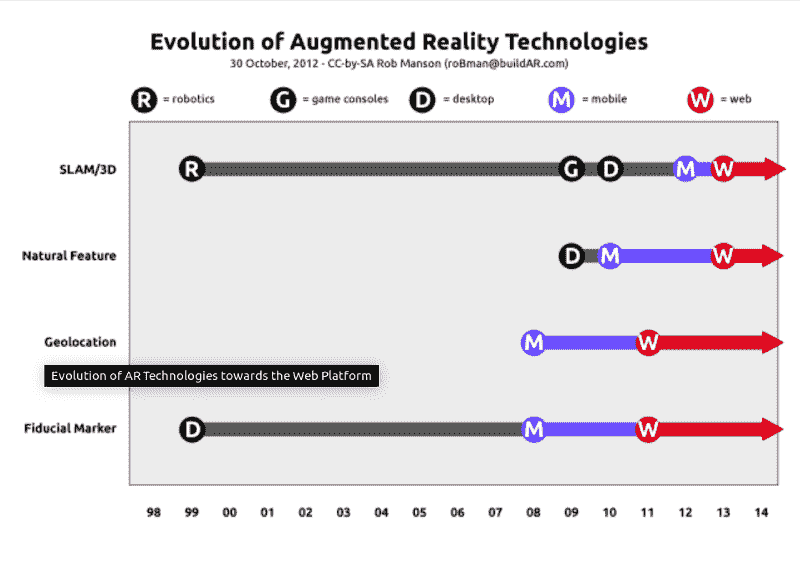 Evolution of Augmented Reality Technologies
30 October, 2012 - CC-by-SA Rob Manson (roBman@buildAR.com)
R = robotics G = game consoles D = desktop M = mobile W = web
SLAM/3D R G D M W
Natural Feature D M W
Geolocation M W
Evolution of AR Technologies towards the Web Platform
Fiducial Marker D M W
98 99 00 01 02 03 04 05 06 07 08 09 10 11 12 13 14